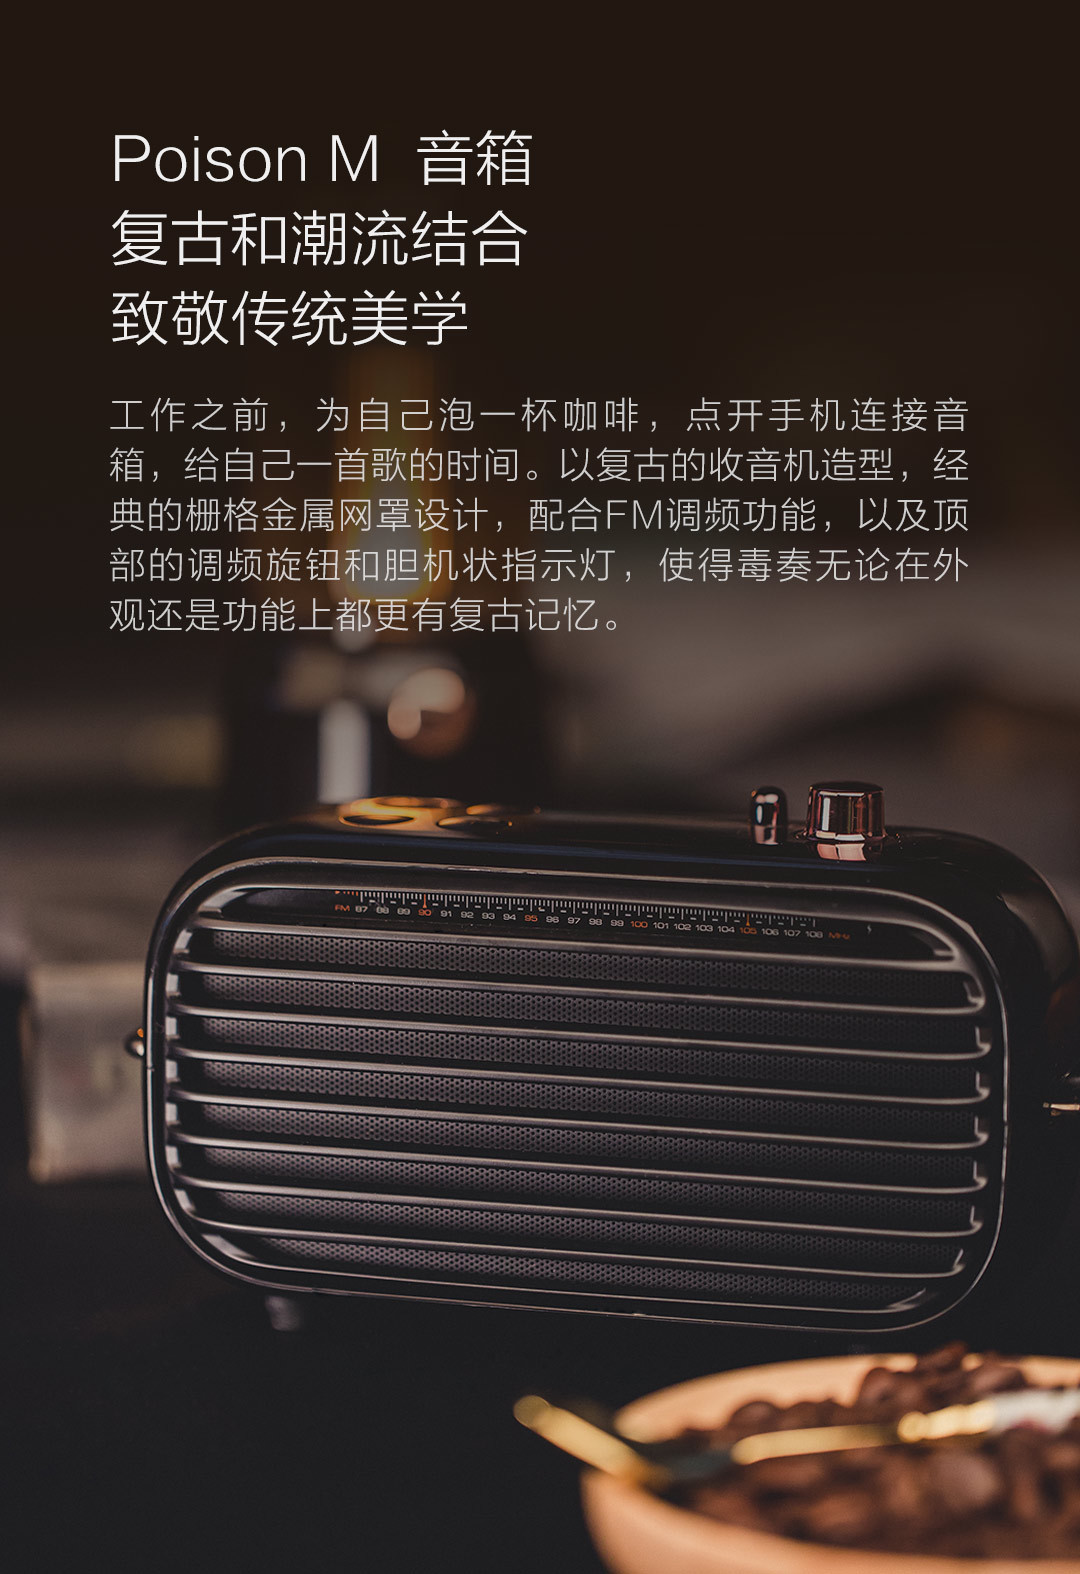 Poison M 音箱
复古和潮流结合
致敬传统美学
工作之前，为自己泡一杯咖啡，点开手机连接音
箱，给自己一首歌的时间。以复古的收音机造型，经
典的栅格金属网罩设计，配合FM调频功能，以及顶
部的调频旋钮和胆机状指示灯，使得毒奏无论在外
观还是功能上都更有复古记忆。
FM 87 88 89 90 91 92 93 94 95 96 97 98 99 100 101 102 103 104 105 106 107 108 MHz